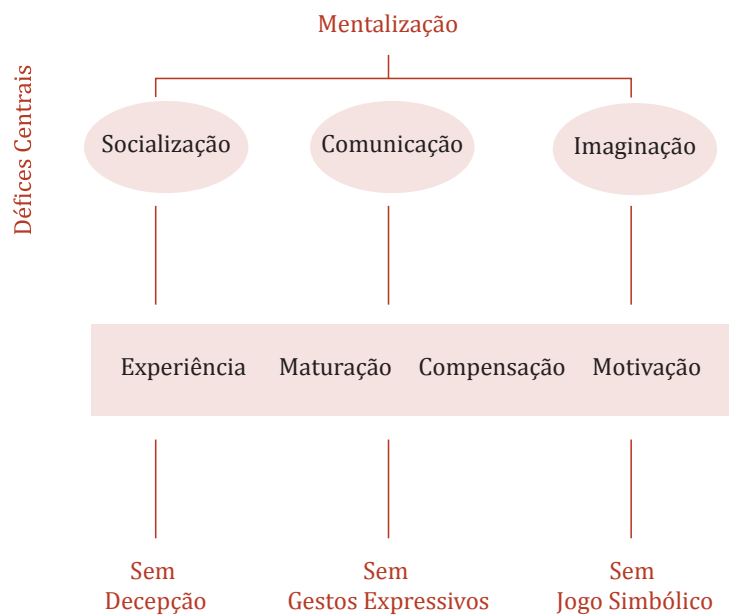 Mentalização
Défices Centrais
Socialização
Comunicação
Imaginação
Experiência
Maturação
Compensação
Motivação
Sem
Decepção
Sem
Gestos Expressivos
Sem
Jogo Simbólico